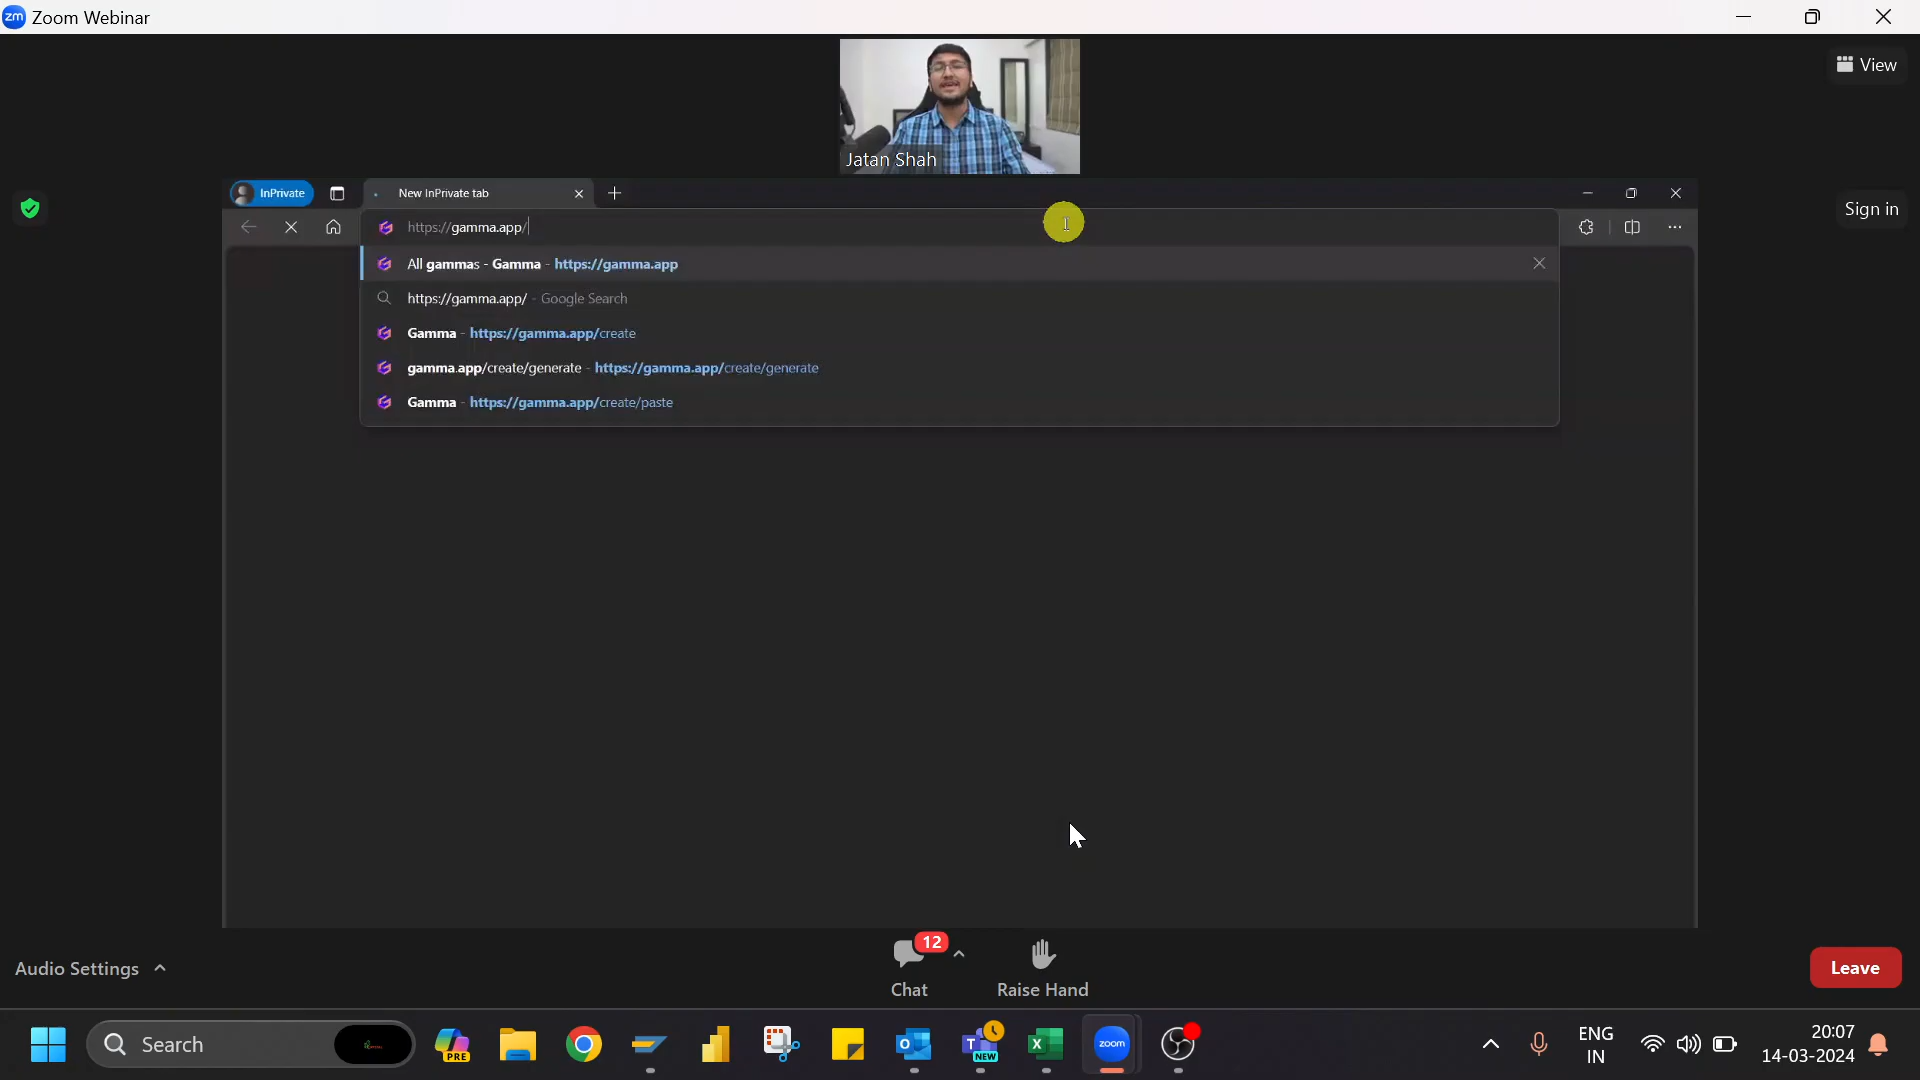 zm Zoom Webinar
View
Jatan Shah
InPrivate New InPrivate tab
https://gamma.app/
Sign in
All gammas - Gamma - https://gamma.app
https://gamma.app/ - Google Search
Gamma - https://gamma.app/create
gamma.app/create/generate - https://gamma.app/create/generate
Gamma - https://gamma.app/create/paste
Audio Settings
12
Chat
Raise Hand
Leave
Search
PRE
NEW
zoom
ENG
IN
20:07
14-03-2024